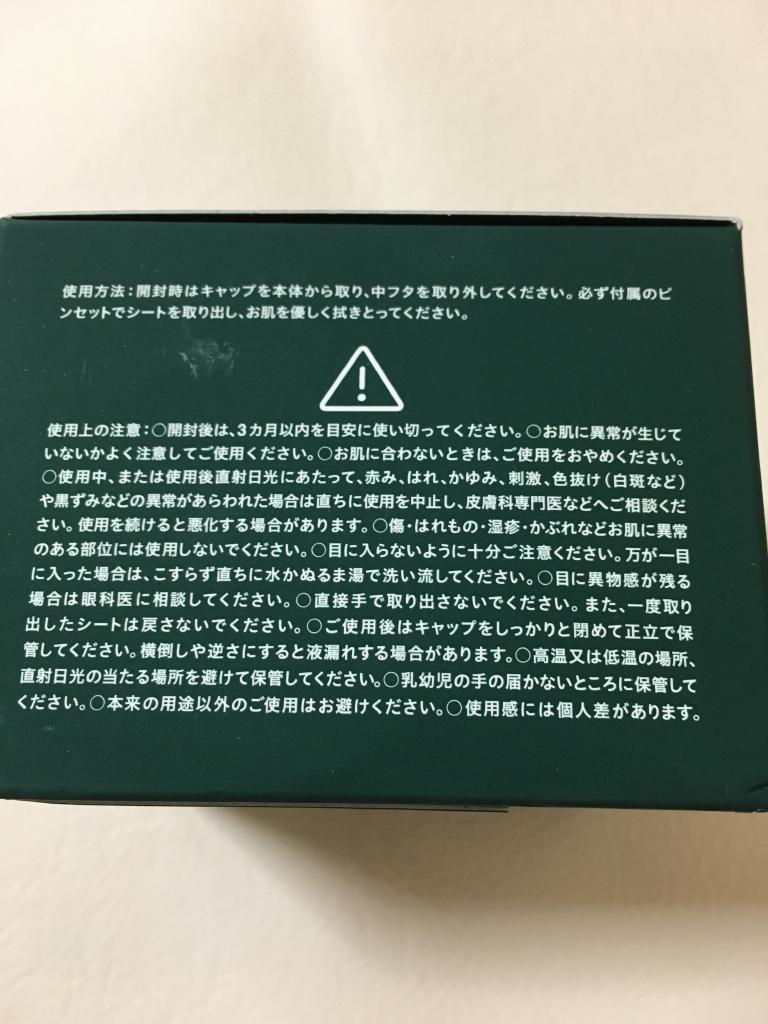 使用方法：開封時はキャップを本体から取り、中フタを取り外してください。必ず付属のピ
ンセットでシートを取り出し、お肌を優しく拭きとってください。
使用上の注意：○開封後は、3カ月以内を目安に使い切ってください。○お肌に異常が生じて
いないかよく注意してご使用ください。○お肌に合わないときは、ご使用をおやめください。
○使用中、または使用後直射日光にあたって、赤み、はれ、かゆみ、刺激、色抜け（白斑など）
や黒ずみなどの異常があらわれた場合は直ちに使用を中止し、皮膚科専門医などへご相談くだ
さい。使用を続けると悪化する場合があります。○傷・はれもの・湿疹・かぶれなどお肌に異常
のある部位には使用しないでください。○目に入らないように十分ご注意ください。万が一目
に入った場合は、こすらず直ちに水かぬるま湯で洗い流してください。○目に異物感が残る
場合は眼科医に相談してください。○直接手で取り出さないでください。また、一度取り
出したシートは戻さないでください。○ご使用後はキャップをしっかりと閉めて正立で保
管してください。横倒しや逆さにすると液漏れする場合があります。○高温又は低温の場所、
直射日光の当たる場所を避けて保管してください。○乳幼児の手の届かないところに保管して
ください。○本来の用途以外のご使用はお避けください。○使用感には個人差があります。